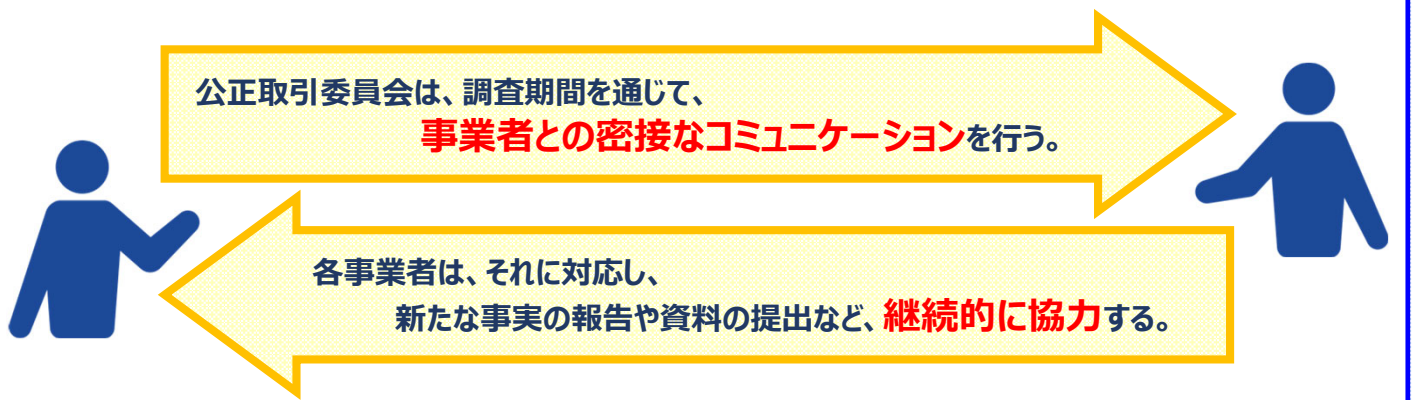 公正取引委員会は、調査期間を通じて、
事業者との密接なコミュニケーションを行う。
各事業者は、それに対応し、
新たな事実の報告や資料の提出など、継続的に協力する。